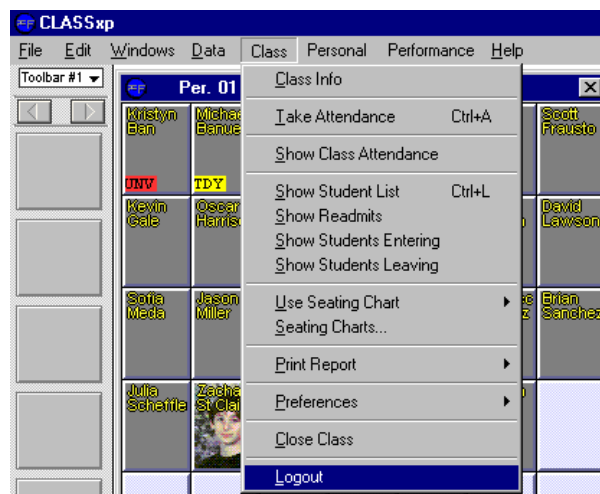 CLASSxp
File Edit Windows Data Class Personal Performance Help
Toolbar #1
Per. 01
Class Info
Take Attendance Ctrl+A
Show Class Attendance
Show Student List Ctrl+L
Show Readmits
Show Students Entering
Show Students Leaving
Use Seating Chart
Seating Charts...
Print Report
Preferences
Close Class
Logout
Kristyn
Ban
UNV
TDY
Scott
Frausto
Kevin
Gale
Oscar
David
Lawson
Sofia
Meda
Jason
Miller
Brian
Sanchez
Julia